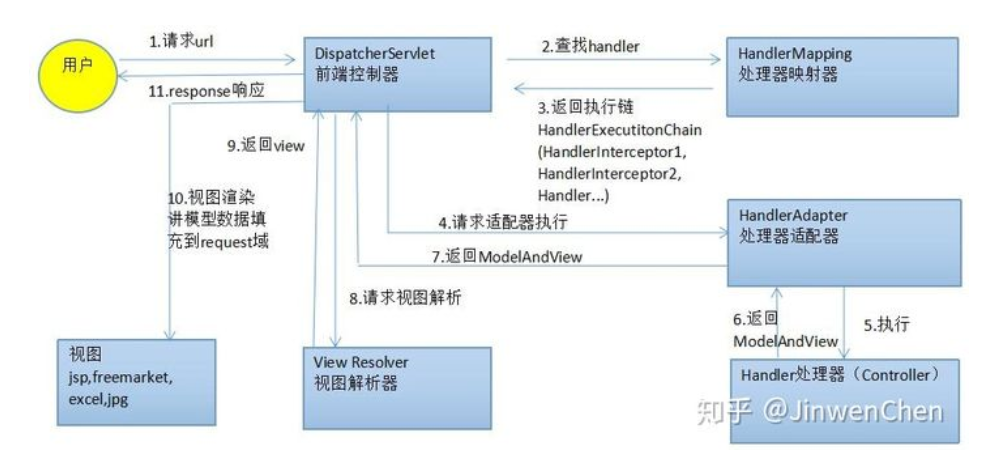 1.请求url
用户
DispatcherServlet
前端控制器
2.查找handler
HandlerMapping
处理器映射器
11.response响应
3.返回执行链
HandlerExecutitonChain
(HandlerInterceptor1,
HandlerInterceptor2,
Handler...)
9.返回view
10.视图渲染
讲模型数据填
充到request域
4.请求适配器执行
HandlerAdapter
处理器适配器
7.返回ModelAndView
8.请求视图解析
6.返回
ModelAndView
5.执行
视图
jsp,freemarket,
excel,jpg
View Resolver
视图解析器
Handler处理器（Controller）
知乎 @JinwenChen